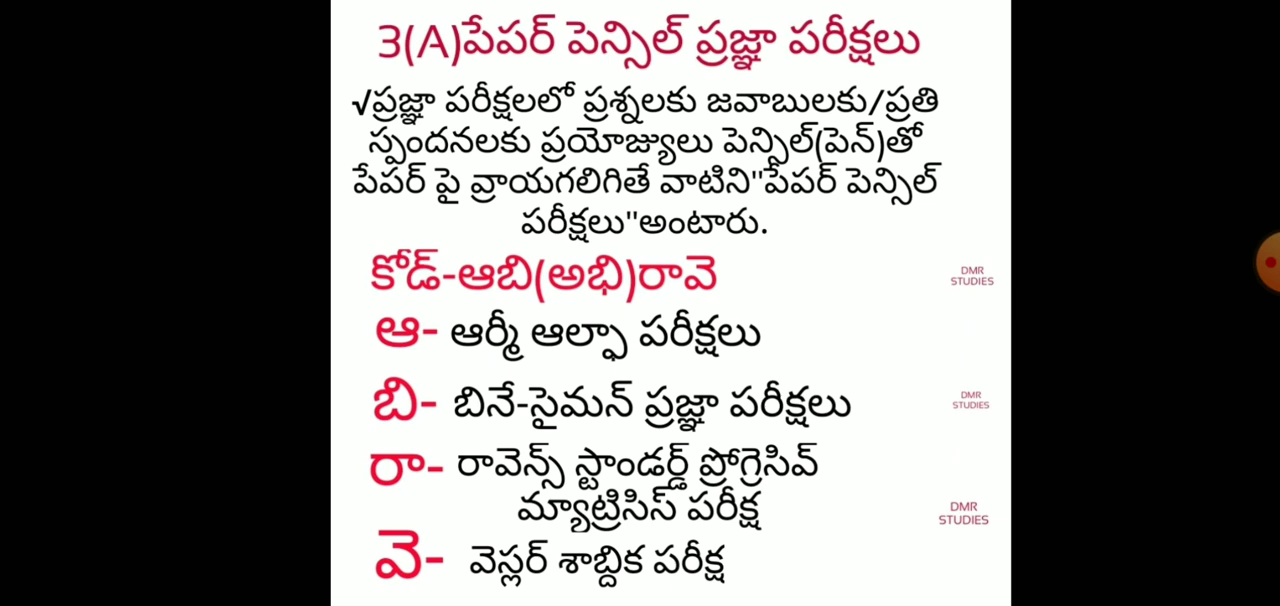 3(A)పేపర్ పెన్సిల్ ప్రజ్ఞా పరీక్షలు
√ప్రజ్ఞా పరీక్షలలో ప్రశ్నలకు జవాబులకు/ప్రతి
స్పందనలకు ప్రయోజ్యులు పెన్సిల్(పెన్)తో
పేపర్ పై వ్రాయగలిగితే వాటిని"పేపర్ పెన్సిల్
పరీక్షలు"అంటారు.
కోడ్-ఆబి(అభి)రావె
DMR
STUDIES
ఆ- ఆర్మీ ఆల్ఫా పరీక్షలు
బి- బినే-సైమన్ ప్రజ్ఞా పరీక్షలు
DMR
STUDIES
రా- రావెన్స్ స్టాండర్డ్ ప్రోగ్రెసివ్
మ్యాట్రిసిస్ పరీక్ష
DMR
STUDIES
వె- వెస్లర్ శాబ్దిక పరీక్ష